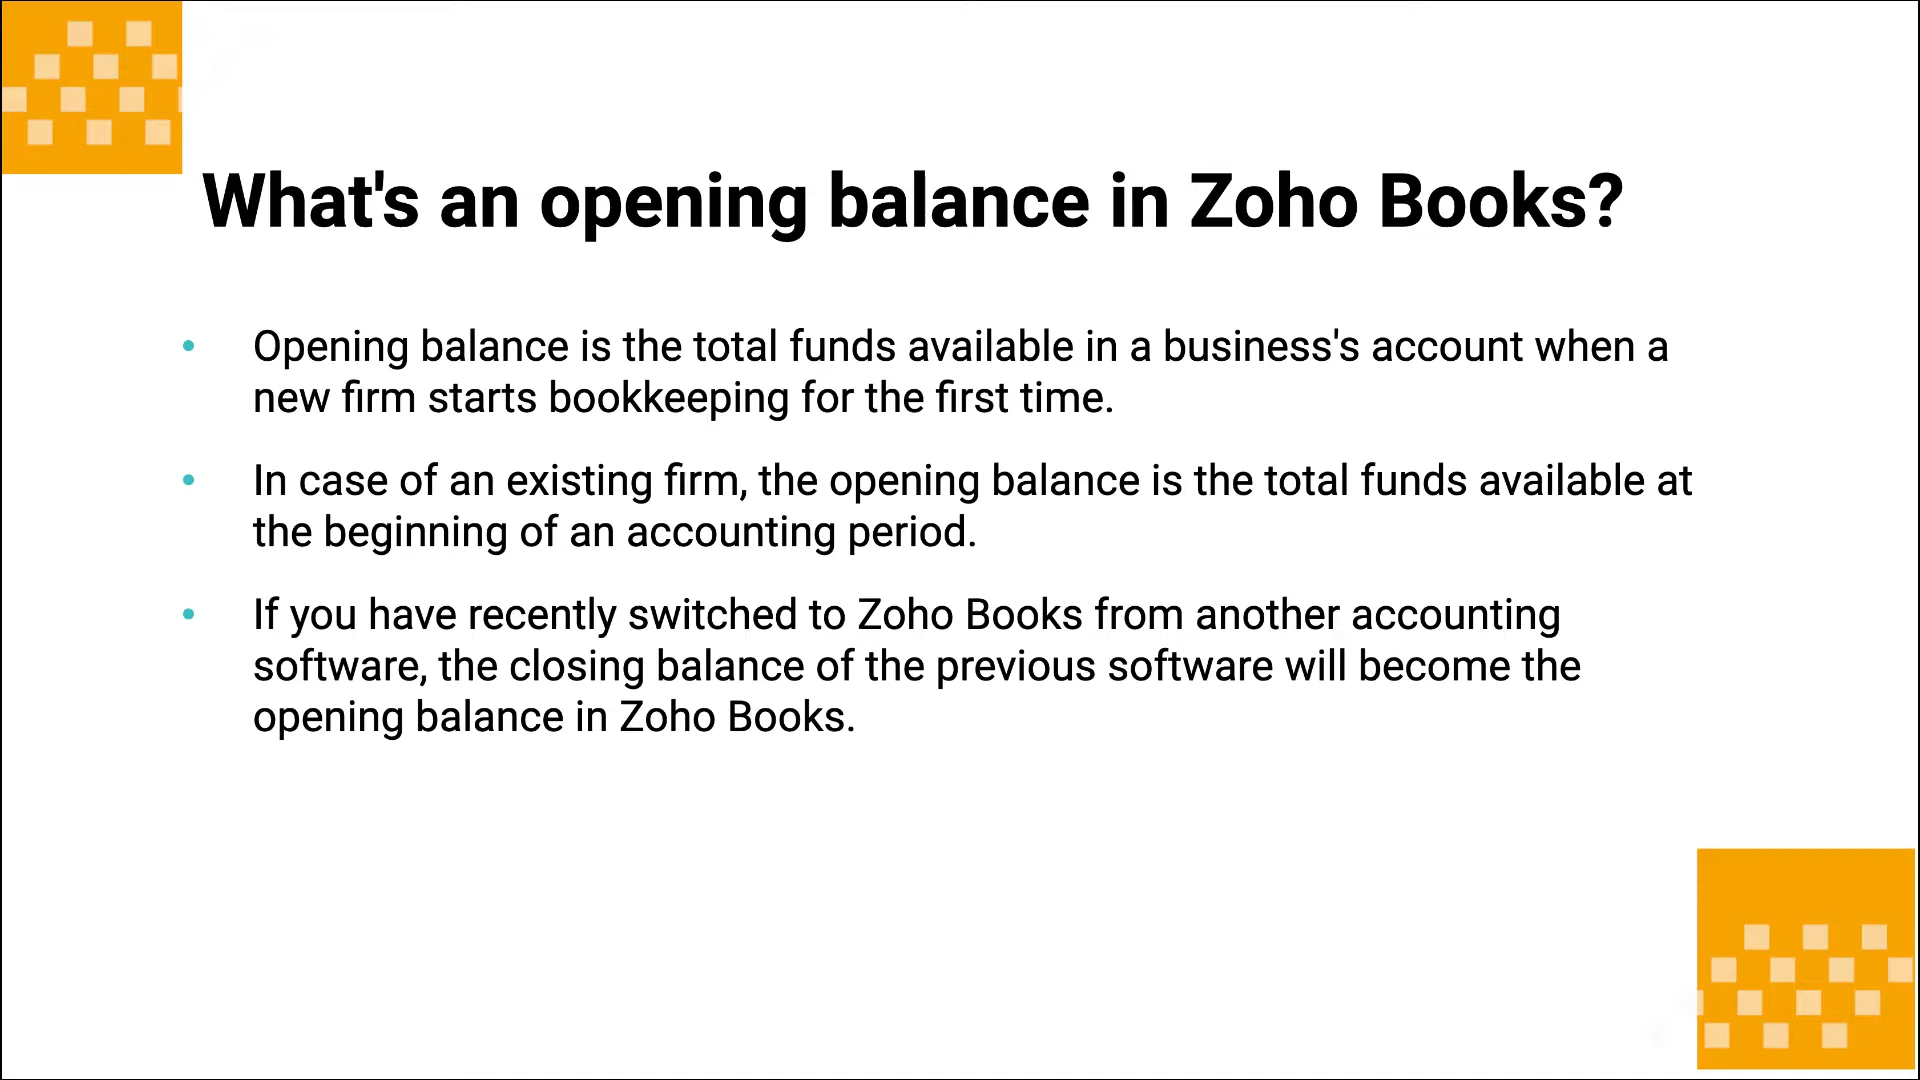 What's an opening balance in Zoho Books?
• Opening balance is the total funds available in a business's account when a
new firm starts bookkeeping for the first time.
• In case of an existing firm, the opening balance is the total funds available at
the beginning of an accounting period.
• If you have recently switched to Zoho Books from another accounting
software, the closing balance of the previous software will become the
opening balance in Zoho Books.